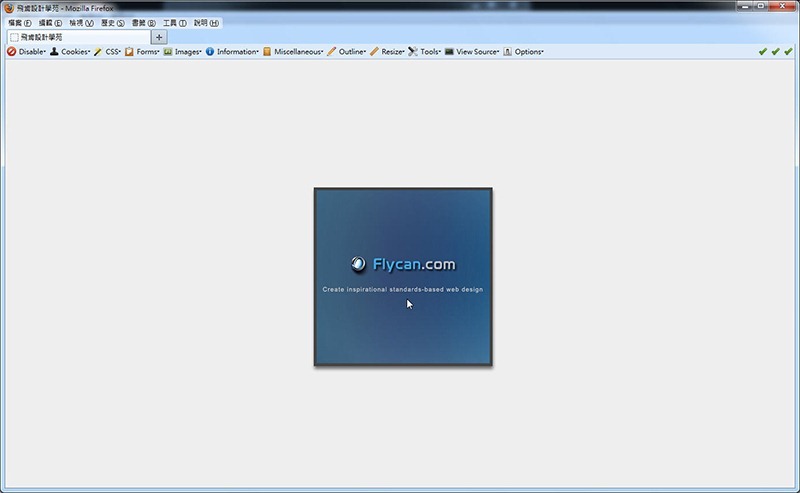 飛肯設計學苑 - Mozilla Firefox
檔案(F) 編輯(E) 檢視(V) 歷史(S) 書籤(B) 工具(T) 說明(H)
飛肯設計學苑
Disable Cookies CSS Forms Images Information Miscellaneous Outline Resize Tools View Source Options
Flycan.com
Create inspirational standards-based web design